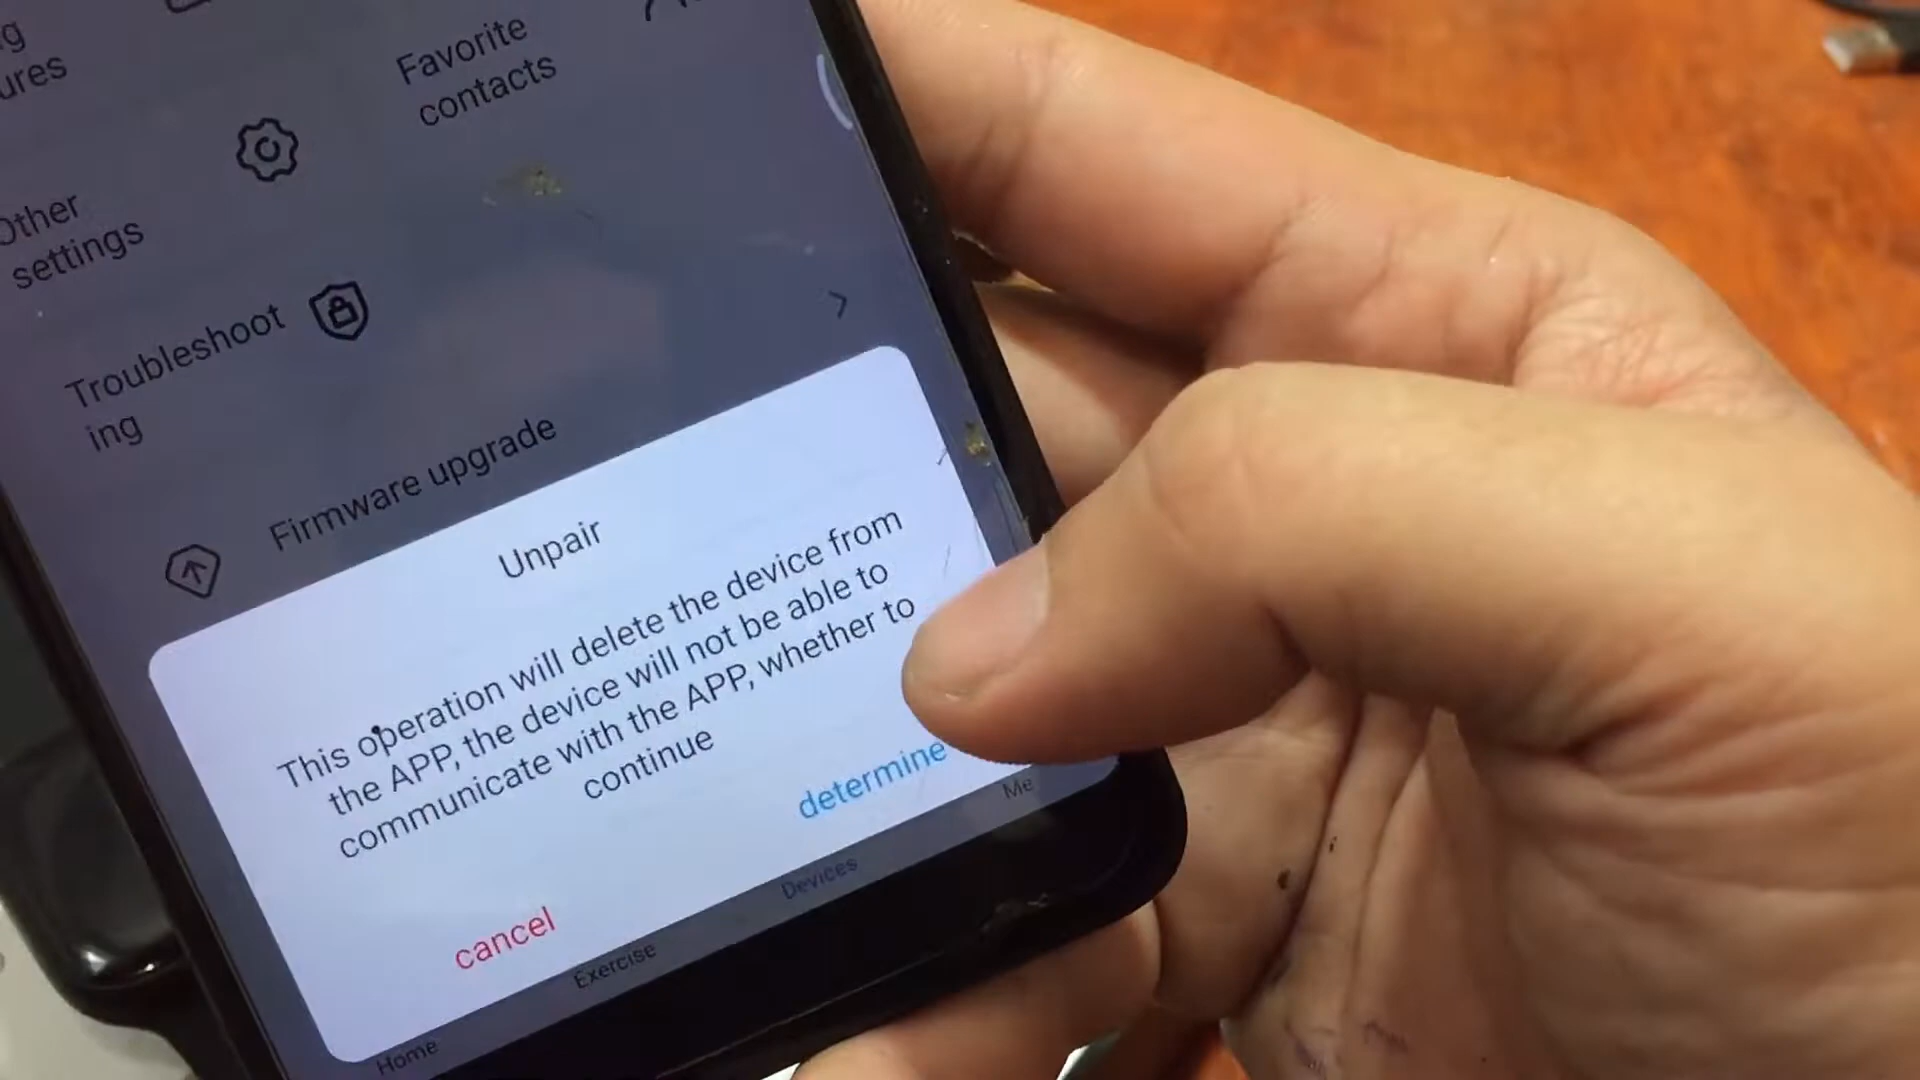 Favorite
contacts
Other
settings
Troubleshoot
ing
Firmware upgrade
Unpair
This operation will delete the device from
the APP, the device will not be able to
communicate with the APP, whether to
continue
cancel
determine
Home
Exercise
Devices
Me